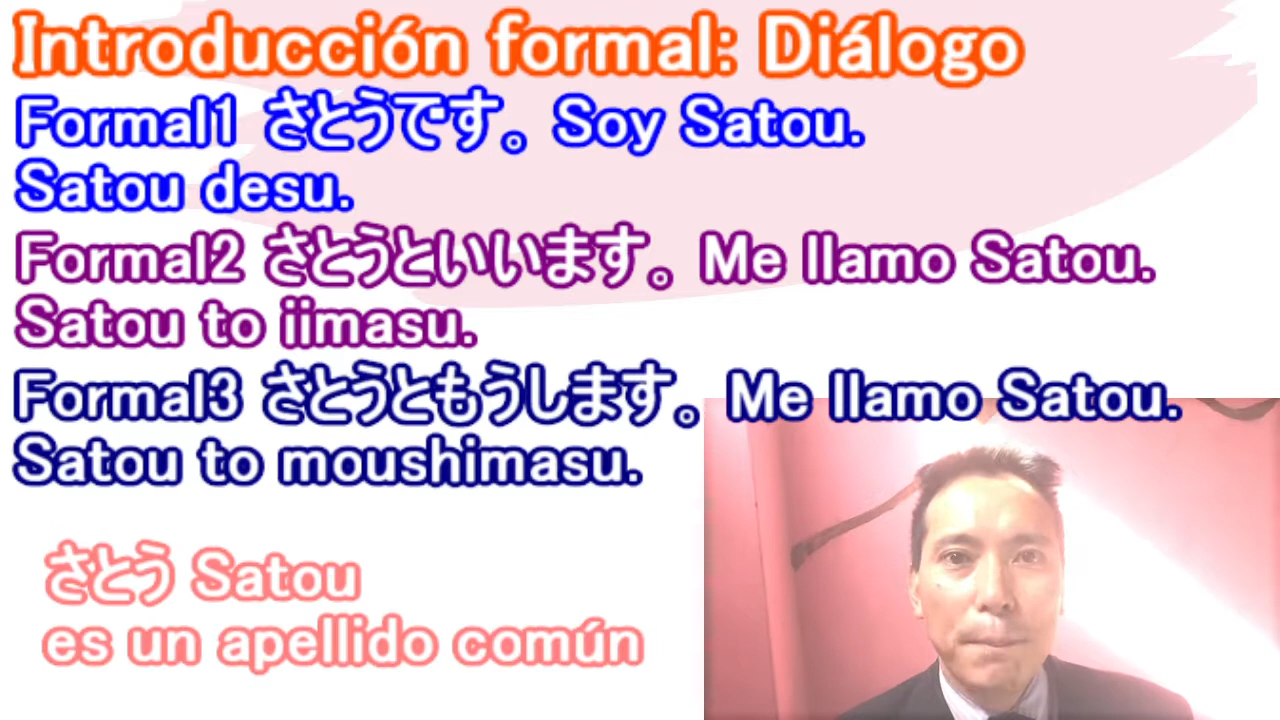 Introducción formal: Diálogo
Formal1 さとうです。 Soy Satou.
Satou desu.
Formal2 さとうといいます。 Me llamo Satou.
Satou to iimasu.
Formal3 さとうともうします。 Me llamo Satou.
Satou to moushimasu.
さとう Satou
es un apellido común